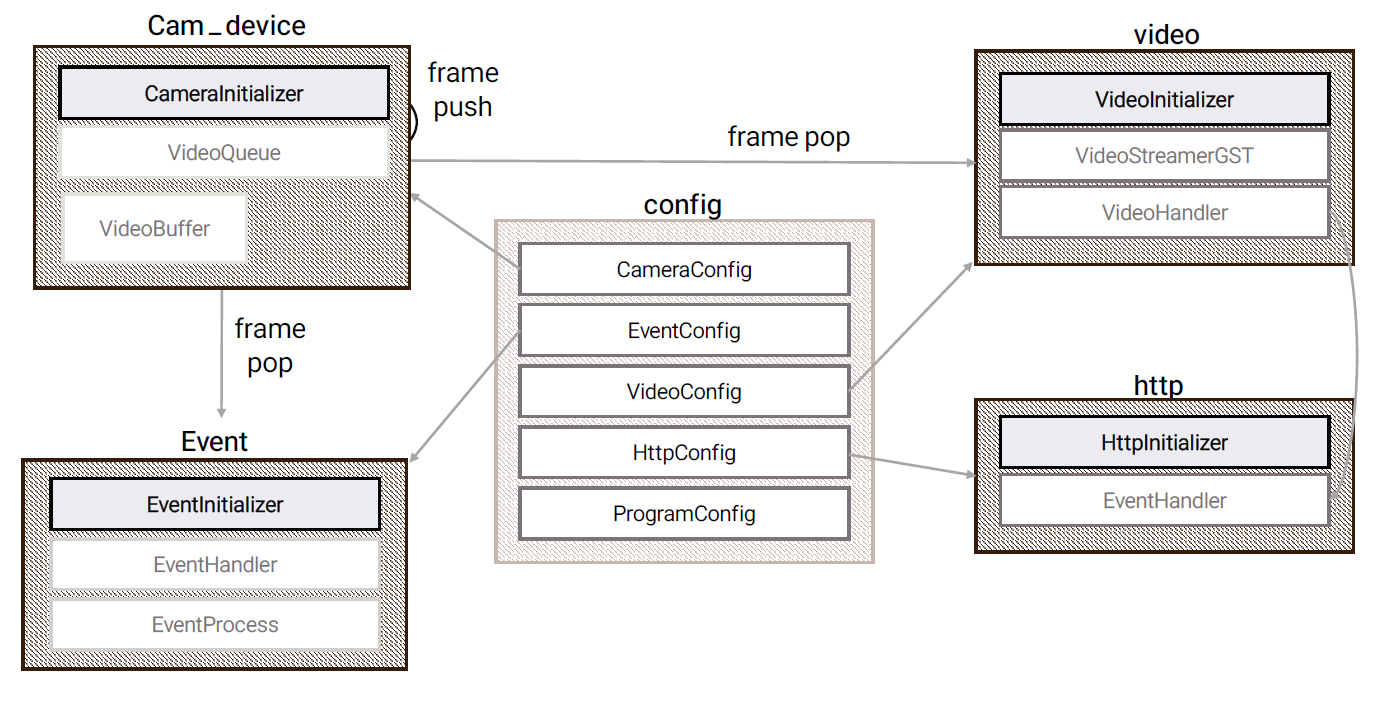 Cam_device
CameraInitializer
VideoQueue
VideoBuffer
frame
push
frame pop
video
VideoInitializer
VideoStreamerGST
VideoHandler
config
CameraConfig
EventConfig
VideoConfig
HttpConfig
ProgramConfig
frame
pop
Event
EventInitializer
EventHandler
EventProcess
http
HttpInitializer
EventHandler